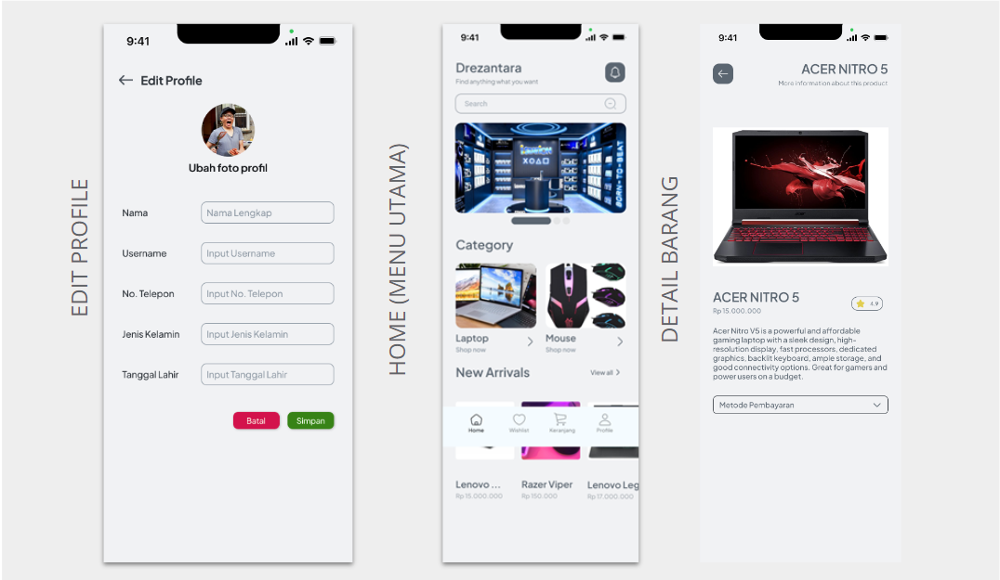 EDIT PROFILE
9:41
Edit Profile
Ubah foto profil
Nama
Nama Lengkap
Username
Input Username
No. Telepon
Input No. Telepon
Jenis Kelamin
Input Jenis Kelamin
Tanggal Lahir
Input Tanggal Lahir
Batal
Simpan
HOME (MENU UTAMA)
9:41
Drezantara
Find anything what you want
Search
BORN-TO-BEAT
Category
Laptop
Shop now
Mouse
Shop now
New Arrivals
View all
Home
Wishlist
Keranjang
Profile
Lenovo ...
Rp 15.000.000
Razer Viper
Rp 150.000
Lenovo Leg
Rp 17.000.000
DETAIL BARANG
9:41
ACER NITRO 5
More information about this product
ACER NITRO 5
Rp 15.000.000
4,9
Acer Nitro V5 is a powerful and affordable
gaming laptop with a sleek design, high-
resolution display, fast processors, dedicated
graphics, backlit keyboard, ample storage, and
good connectivity options. Great for gamers and
power users on a budget.
Metode Pembayaran